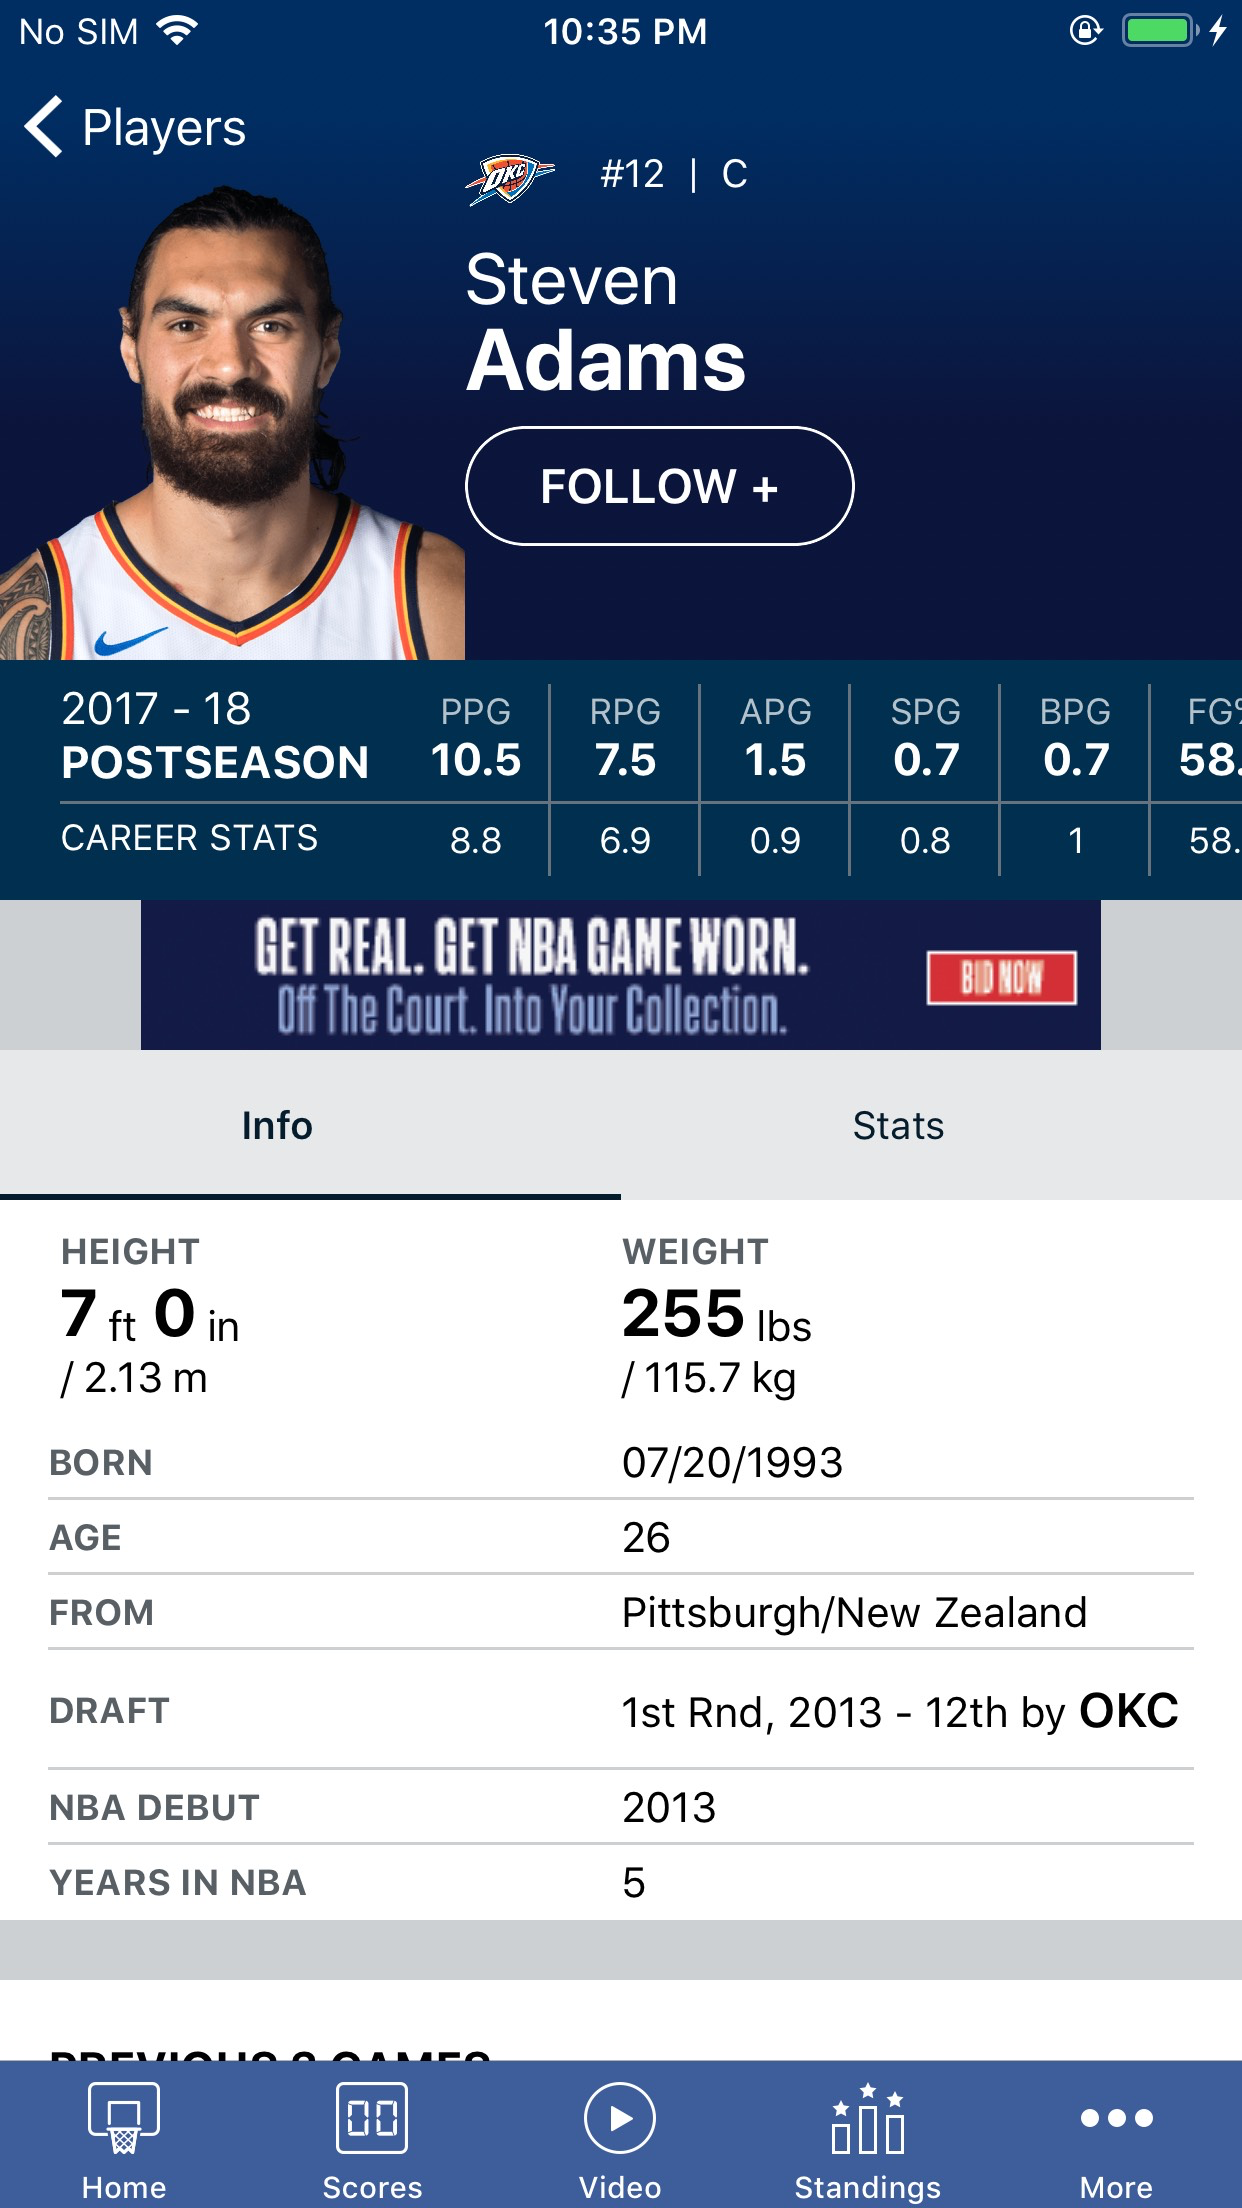 No SIM 10:35 PM
Players
OKC #12 | C
Steven
Adams
FOLLOW +
2017 - 18 PPG RPG APG SPG BPG FG%
POSTSEASON 10.5 7.5 1.5 0.7 0.7 58.
CAREER STATS 8.8 6.9 0.9 0.8 1 58.
GET REAL. GET NBA GAME WORN.
Off The Court. Into Your Collection.
BID NOW
Info Stats
HEIGHT WEIGHT
7 ft 0 in 255 lbs
/ 2.13 m / 115.7 kg
BORN 07/20/1993
AGE 26
FROM Pittsburgh/New Zealand
DRAFT 1st Rnd, 2013 - 12th by OKC
NBA DEBUT 2013
YEARS IN NBA 5
PREVIOUS GAMES
Home Scores Video Standings More